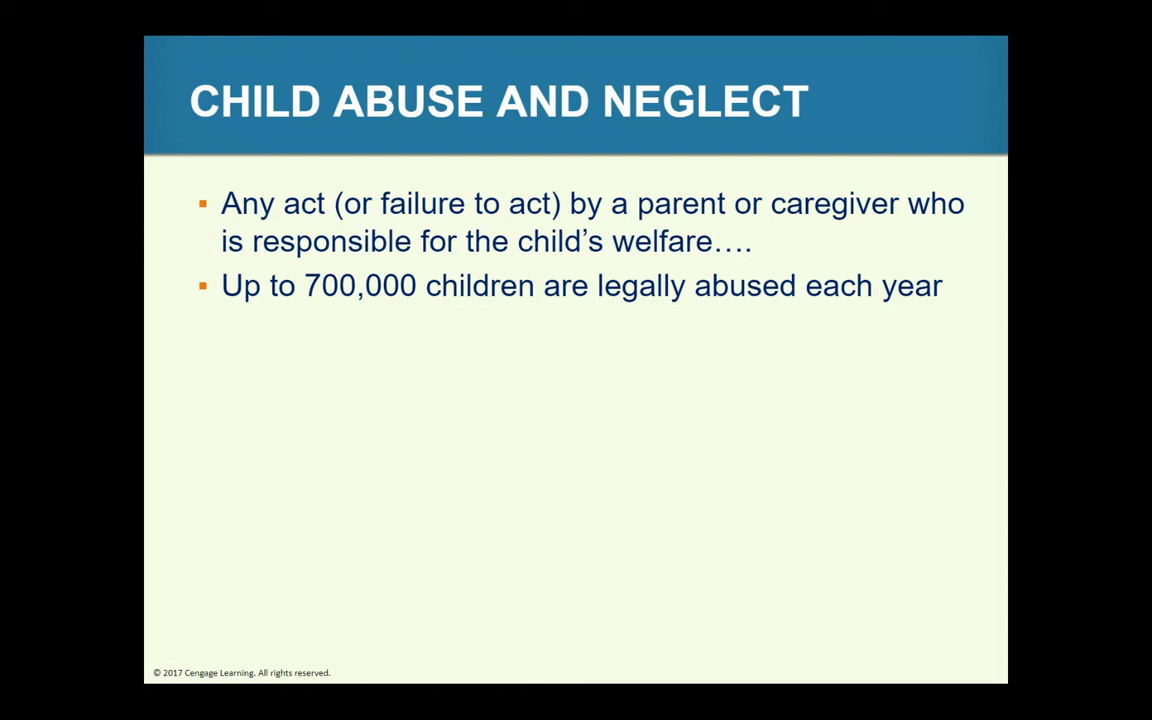 CHILD ABUSE AND NEGLECT
▪ Any act (or failure to act) by a parent or caregiver who
is responsible for the child’s welfare….
▪ Up to 700,000 children are legally abused each year
© 2017 Cengage Learning. All rights reserved.